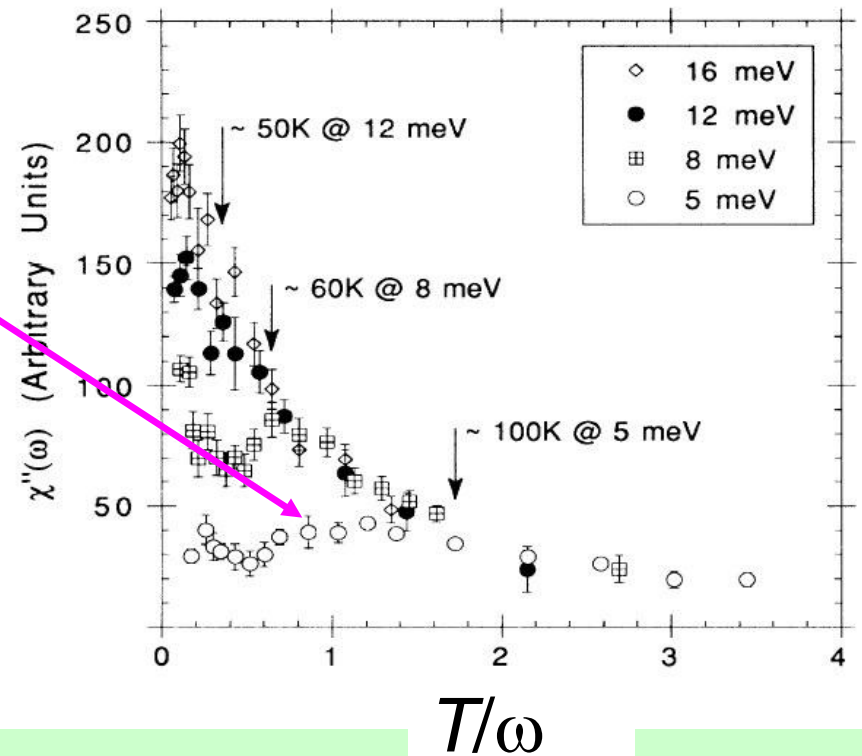 250
200
150
100
50
χ"(ω) (Arbitrary Units)
16 meV
12 meV
8 meV
5 meV
~ 50K @ 12 meV
~ 60K @ 8 meV
~ 100K @ 5 meV
0 1 2 3 4
T/ω